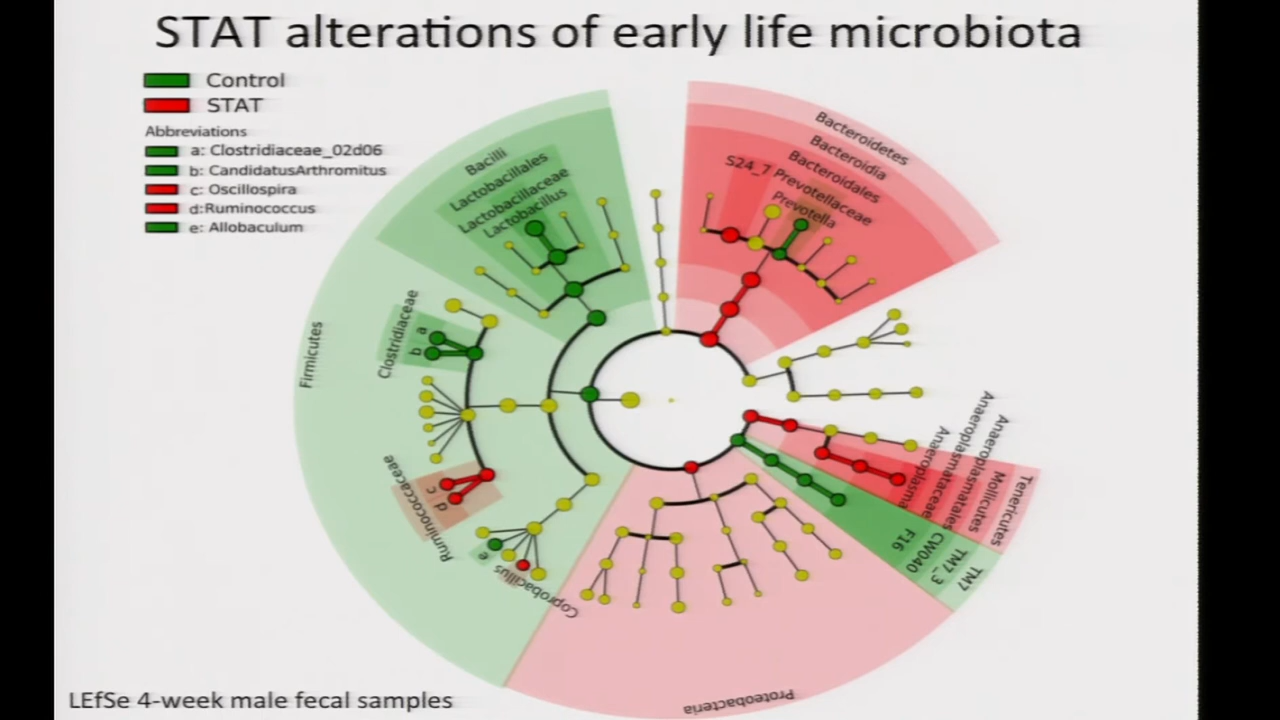 STAT alterations of early life microbiota
Control
STAT
Abbreviations
a: Clostridiaceae_02d06
b: CandidatusArthromitus
c: Oscillospira
d:Ruminococcus
e: Allobaculum
Bacilli
Lactobacillales
Lactobacillaceae
Lactobacillus
Bacteroidetes
Bacteroidia
Bacteroidales
S24_7
Prevotellaceae
Prevotella
Firmicutes
Clostridiaceae
a
b
Ruminococcaceae
c
d
e
Coprobacillus
Proteobacteria
Anaeroplasma
Anaeroplasmataceae
Anaeroplasmatales
Mollicutes
Tenericutes
F16
CW040
TM7_3
TM7
LEfSe 4-week male fecal samples